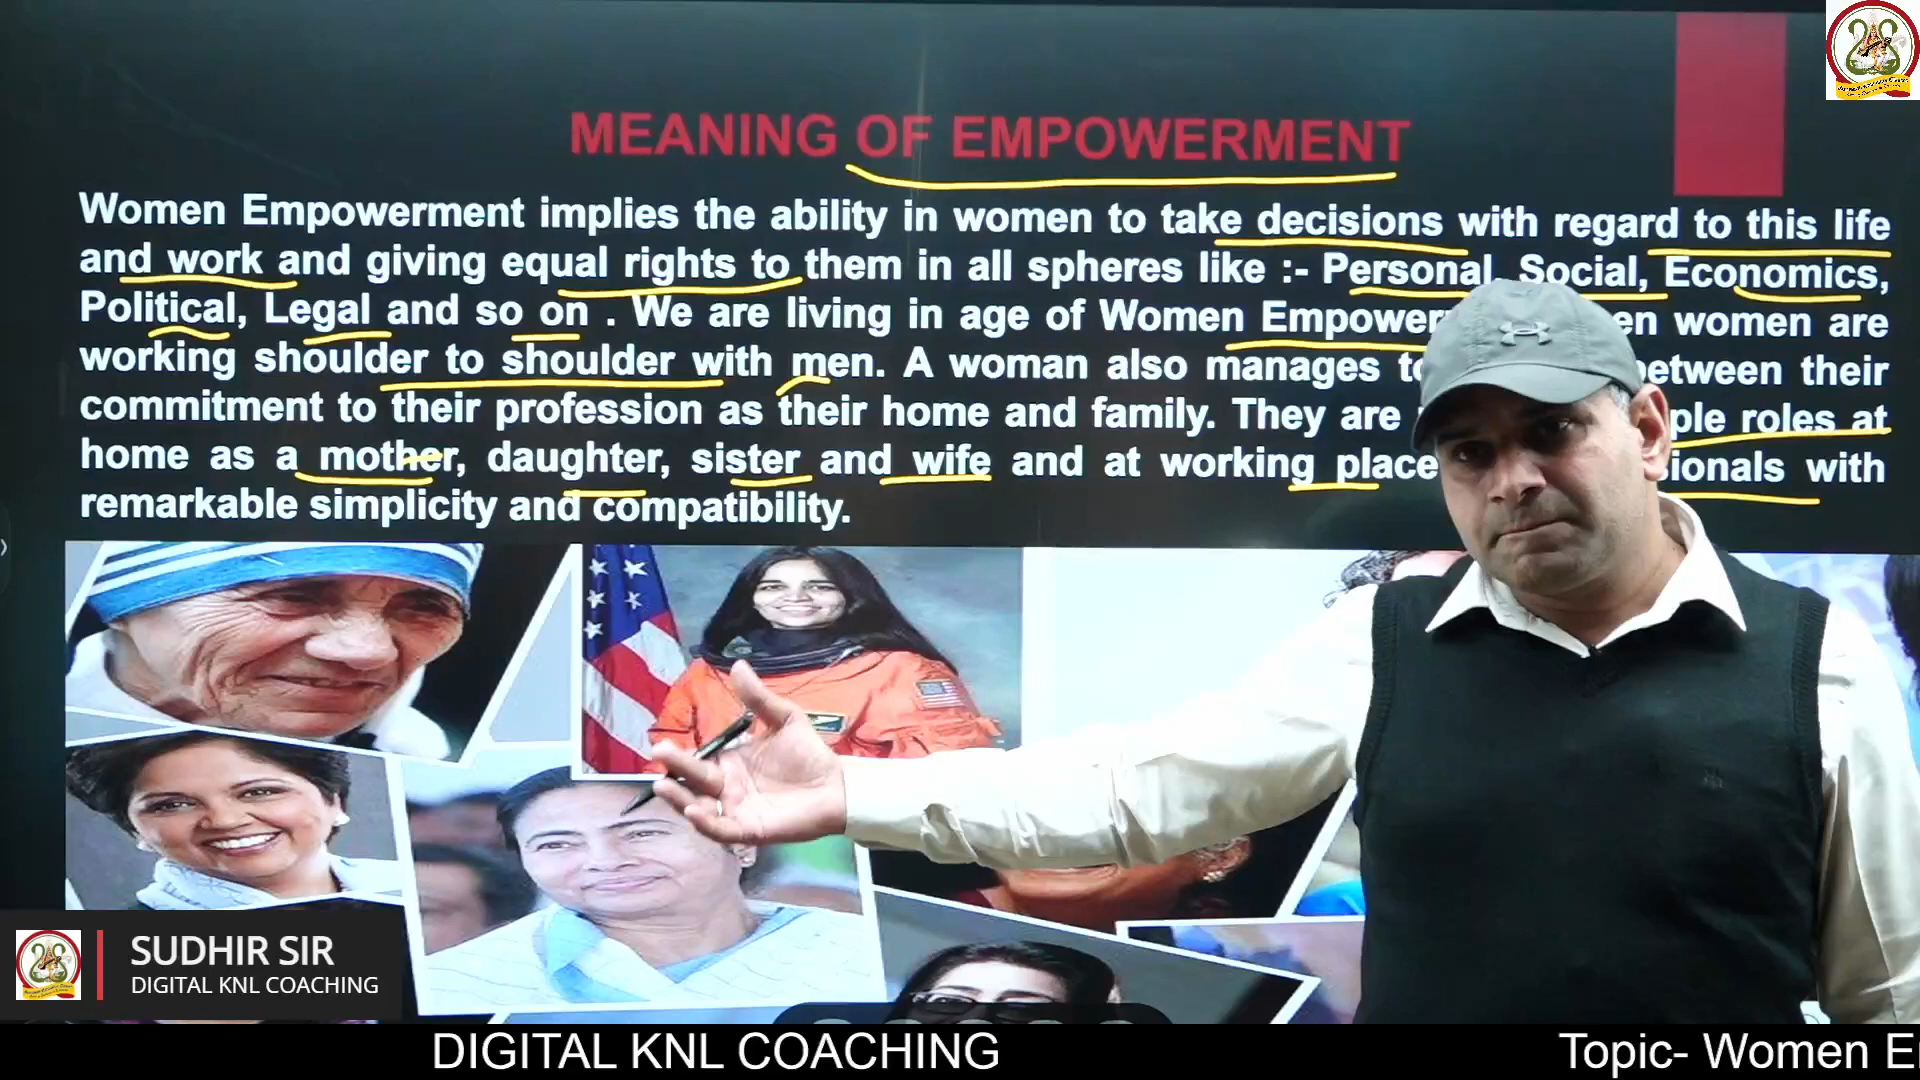 MEANING OF EMPOWERMENT
Women Empowerment implies the ability in women to take decisions with regard to this life
and work and giving equal rights to them in all spheres like :- Personal, Social, Economics,
Political, Legal and so on . We are living in age of Women Empower en women are
working shoulder to shoulder with men. A woman also manages to between their
commitment to their profession as their home and family. They are ple roles at
home as a mother, daughter, sister and wife and at working place sionals with
remarkable simplicity and compatibility.
SUDHIR SIR
DIGITAL KNL COACHING
DIGITAL KNL COACHING Topic- Women E